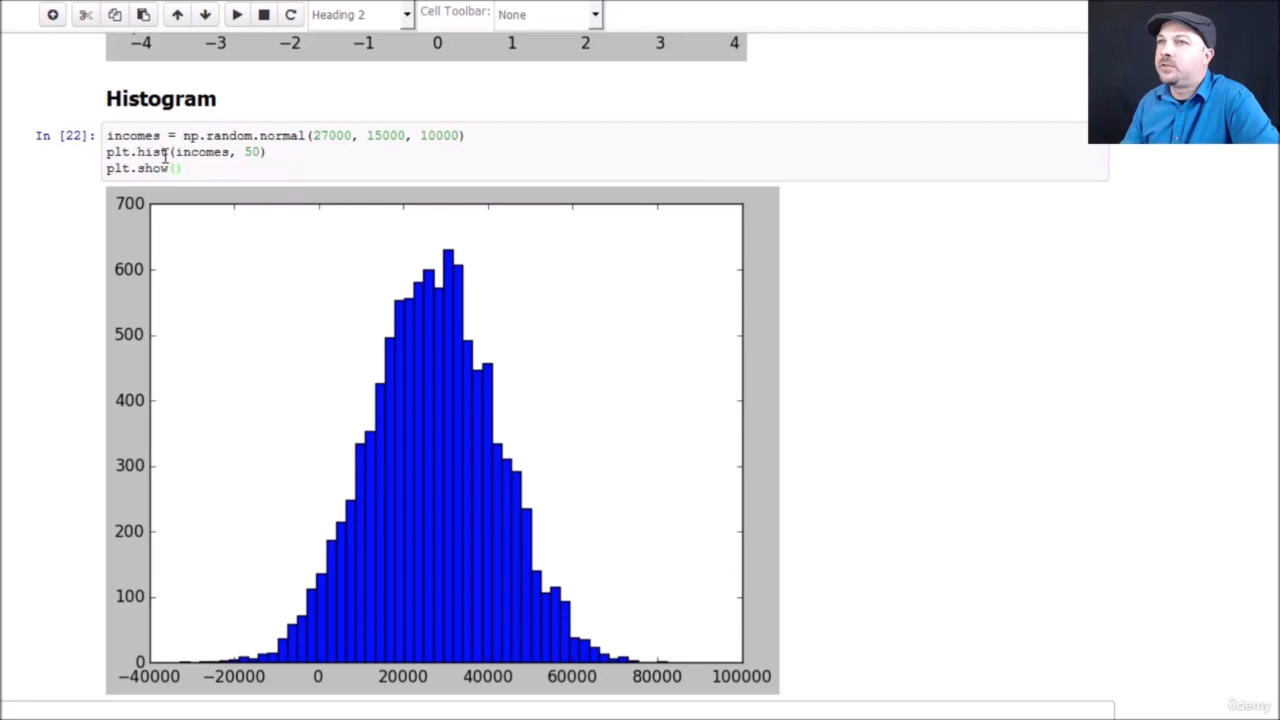 Heading 2
Cell Toolbar:
None
−4 −3 −2 −1 0 1 2 3 4
Histogram
In [22]: incomes = np.random.normal(27000, 15000, 10000)
plt.hist(incomes, 50)
plt.show()
700
600
500
400
300
200
100
0
−40000 −20000 0 20000 40000 60000 80000 100000
ûdemy